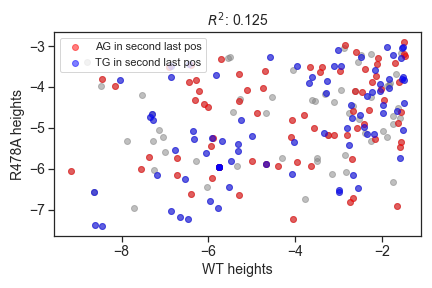 R²: 0.125
AG in second last pos
TG in second last pos
R478A heights
−3
−4
−5
−6
−7
−8
−6
−4
−2
WT heights